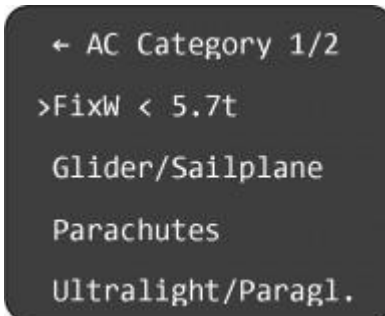 ← AC Category 1/2
>FixW < 5.7t
Glider/Sailplane
Parachutes
Ultralight/Paragl.